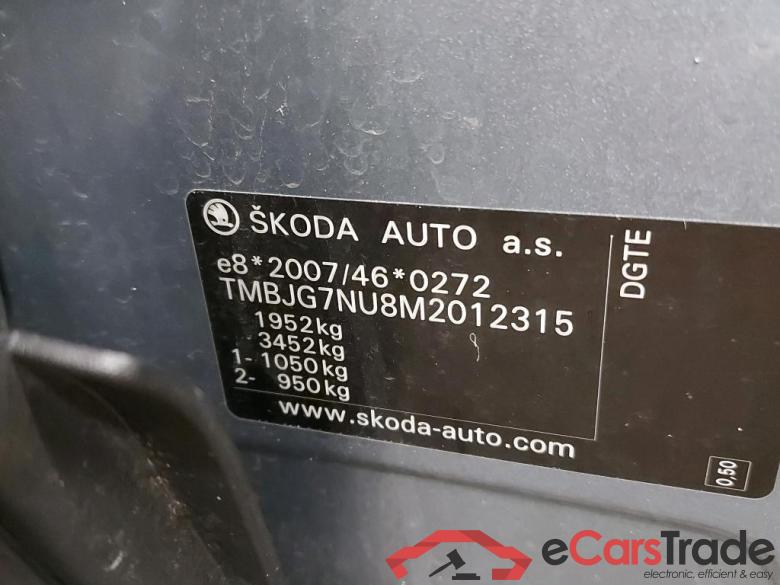 ŠKODA AUTO a.s.
e8*2007/46*0272
TMBJG7NU8M2012315
1952kg
3452kg
1- 1050kg
2- 950kg
www.skoda-auto.com
DGTE
0,50
eCarsTrade
electronic, efficient & easy